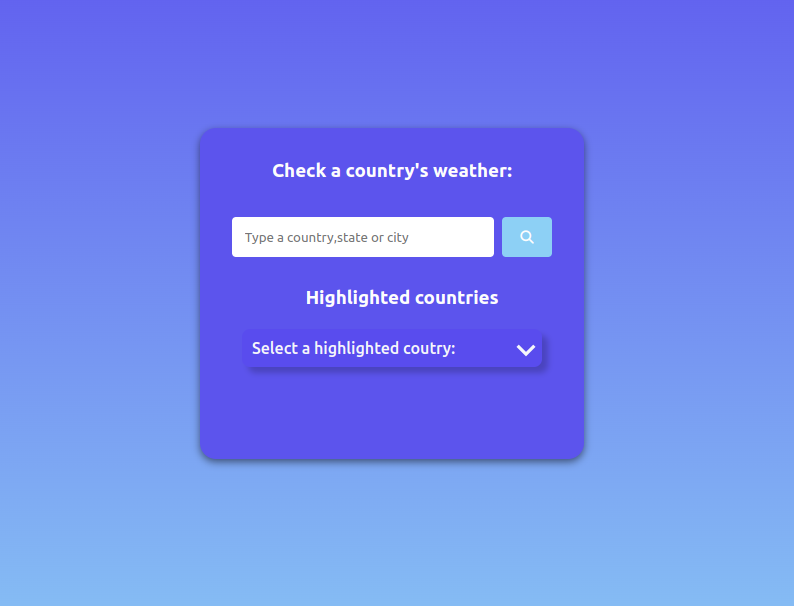 Check a country's weather:
Type a country,state or city
Highlighted countries
Select a highlighted coutry: